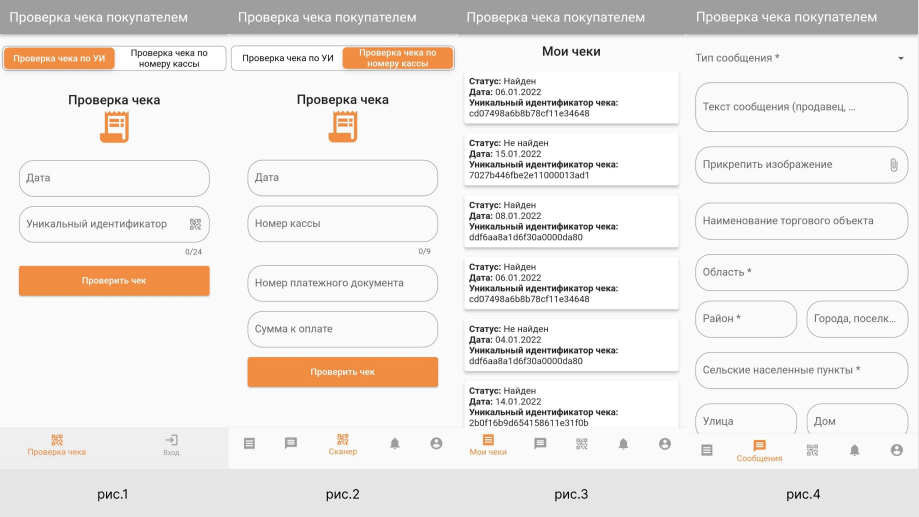 Проверка чека покупателем
Проверка чека по УИ
Проверка чека по
номеру кассы
Проверка чека
Дата
Уникальный идентификатор
0/24
Проверить чек
Проверка чека
Вход
рис.1
Проверка чека покупателем
Проверка чека по УИ
Проверка чека по
номеру кассы
Проверка чека
Дата
Номер кассы
0/9
Номер платежного документа
Сумма к оплате
Проверить чек
Сканер
рис.2
Проверка чека покупателем
Мои чеки
Статус: Найден
Дата: 06.01.2022
Уникальный идентификатор чека:
cd07498a6b8b78cf11e34648
Статус: Не найден
Дата: 15.01.2022
Уникальный идентификатор чека:
7027b446fbe2e11000013ad1
Статус: Найден
Дата: 08.01.2022
Уникальный идентификатор чека:
ddf6aa8a1d6f30a0000da80
Статус: Найден
Дата: 06.01.2022
Уникальный идентификатор чека:
cd07498a6b8b78cf11e34648
Статус: Не найден
Дата: 04.01.2022
Уникальный идентификатор чека:
ddf6aa8a1d6f30a0000da80
Статус: Найден
Дата: 14.01.2022
Уникальный идентификатор чека:
2b0f16b9d654158611e31f0b
Мои чеки
рис.3
Проверка чека покупателем
Тип сообщения *
Текст сообщения (продавец, ...
Прикрепить изображение
Наименование торгового объекта
Область *
Район *
Города, поселк...
Сельские населенные пункты *
Улица
Дом
Сообщения
рис.4